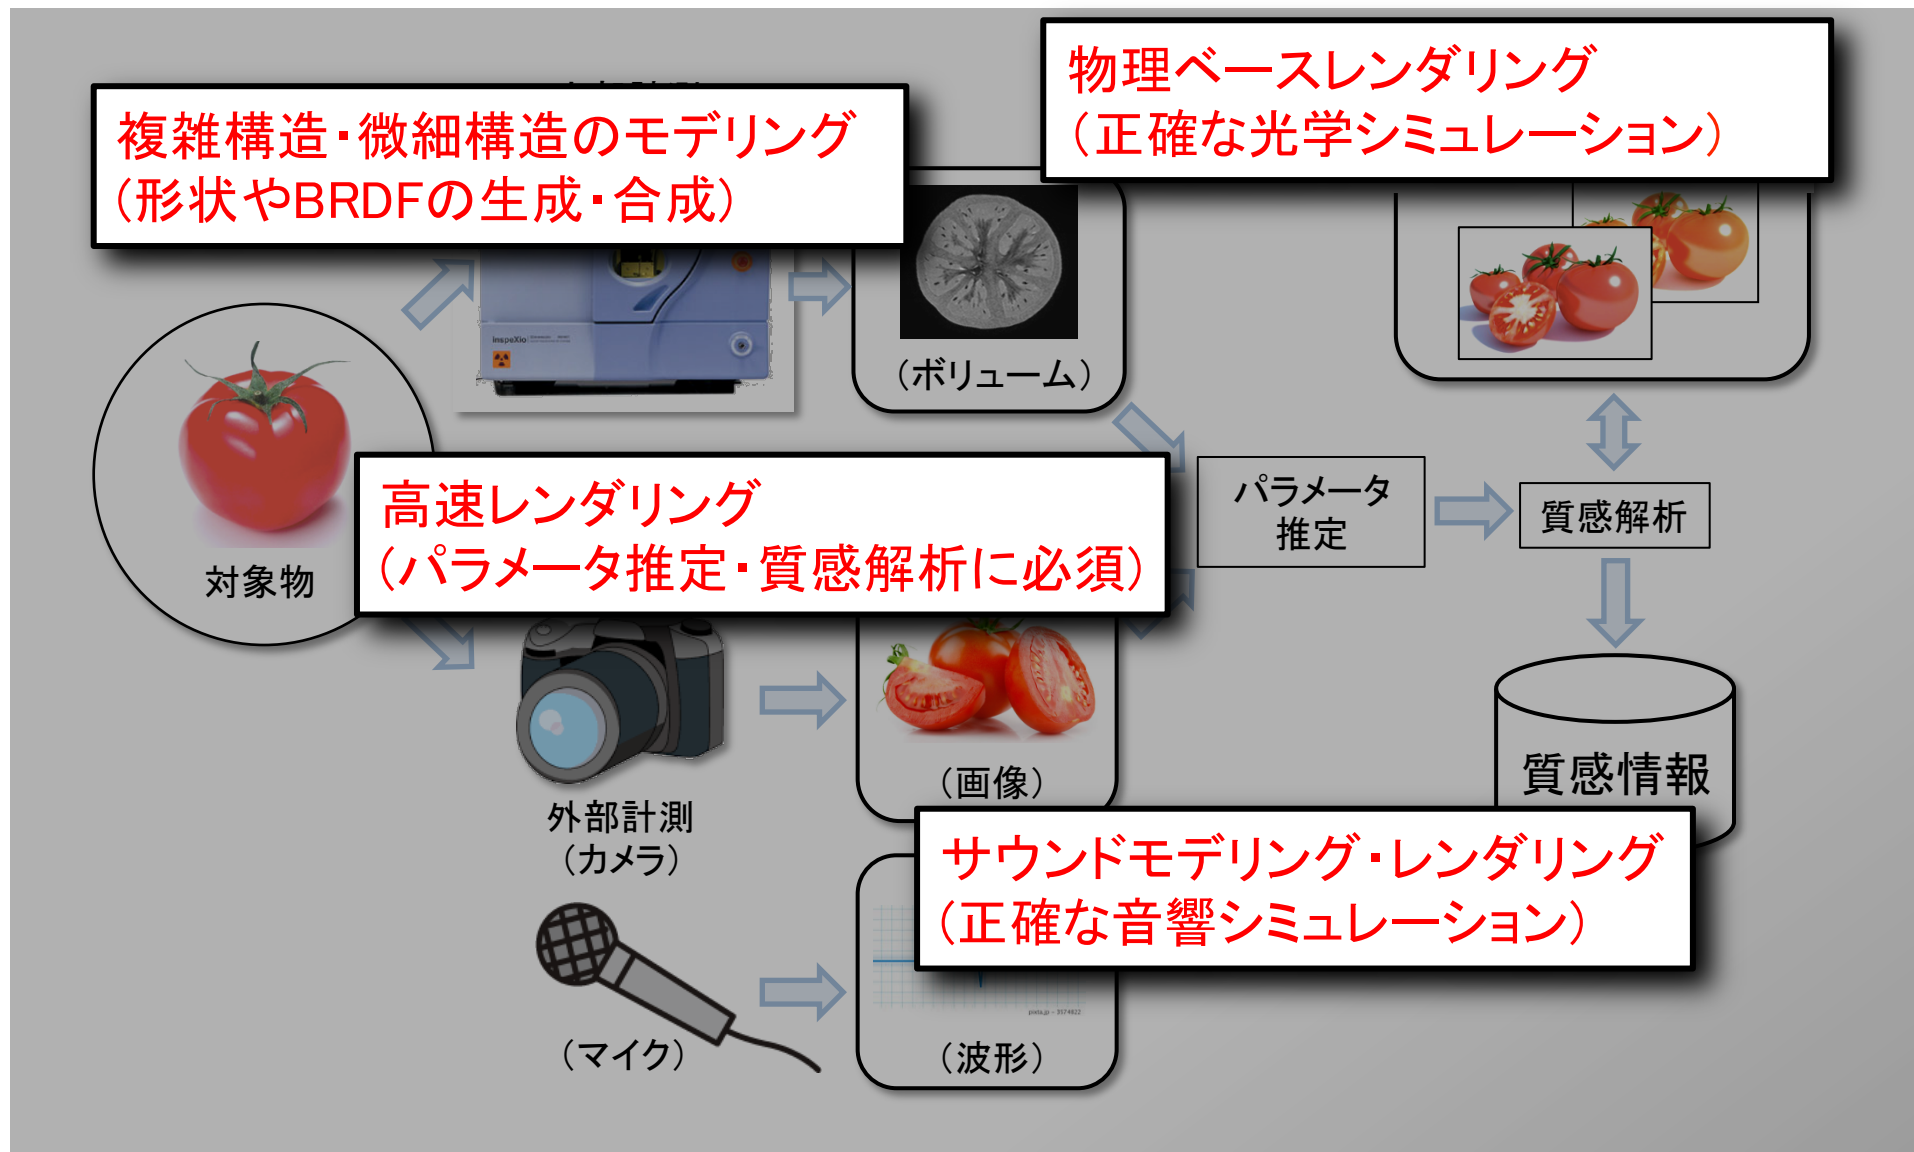 物理ベースレンダリング
（正確な光学シミュレーション）
複雑構造・微細構造のモデリング
（形状やBRDFの生成・合成）
inspeXio
（ボリューム）
対象物
高速レンダリング
（パラメータ推定・質感解析に必須）
パラメータ
推定
質感解析
（画像）
外部計測
（カメラ）
質感情報
サウンドモデリング・レンダリング
（正確な音響シミュレーション）
pixta.jp - 3574822
（マイク）
（波形）